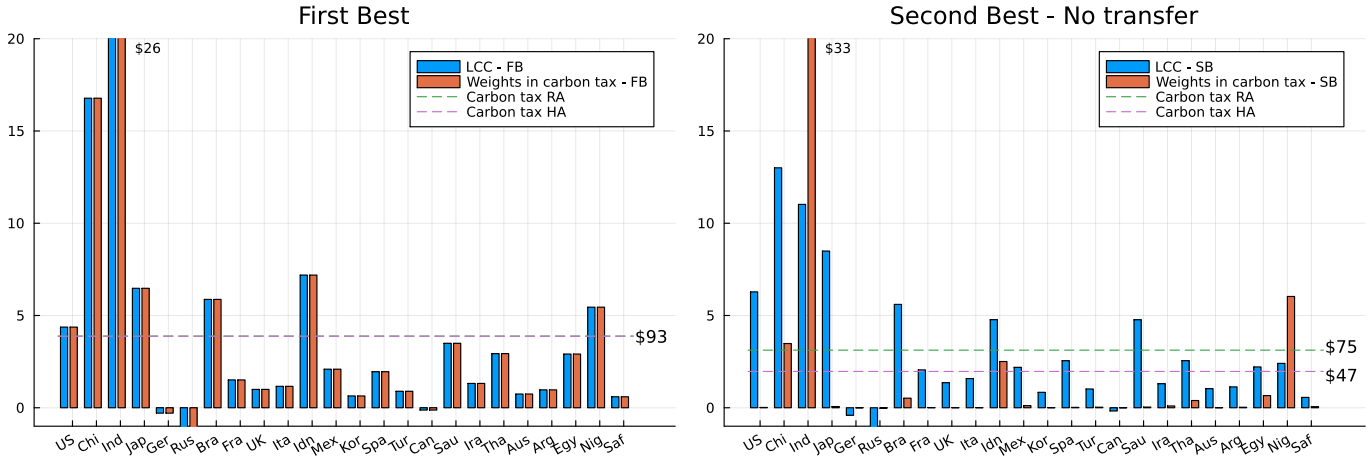 First Best
20
15
10
5
0
$26
LCC - FB
Weights in carbon tax - FB
Carbon tax RA
Carbon tax HA
$93
US Chi Ind Jap Ger Rus Bra Fra UK Ita Idn Mex Kor Spa Tur Can Sau Ira Tha Aus Arg Egy Nig Saf
Second Best - No transfer
20
15
10
5
0
$33
LCC - SB
Weights in carbon tax - SB
Carbon tax RA
Carbon tax HA
$75
$47
US Chi Ind Jap Ger Rus Bra Fra UK Ita Idn Mex Kor Spa Tur Can Sau Ira Tha Aus Arg Egy Nig Saf